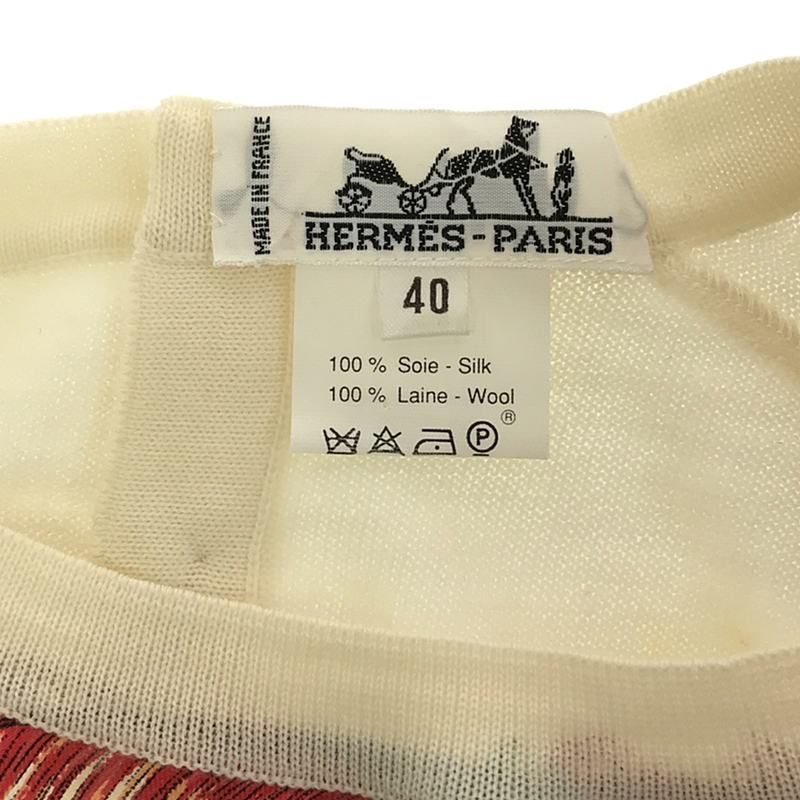 MADE IN FRANCE
HERMÈS-PARIS
40
100 % Soie - Silk
100 % Laine - Wool
®
P